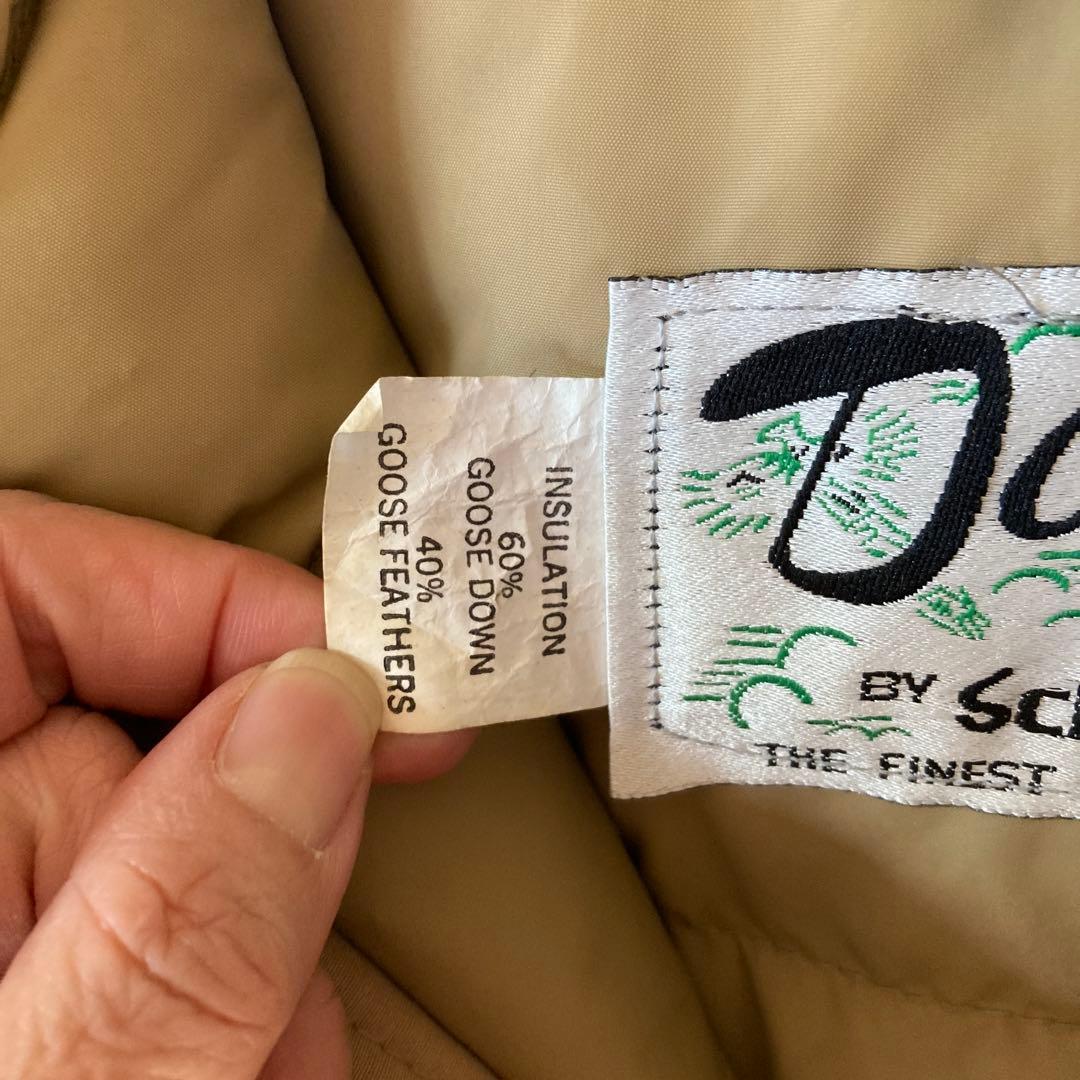 INSULATION
60%
GOOSE DOWN
40%
GOOSE FEATHERS
BY
THE FINEST